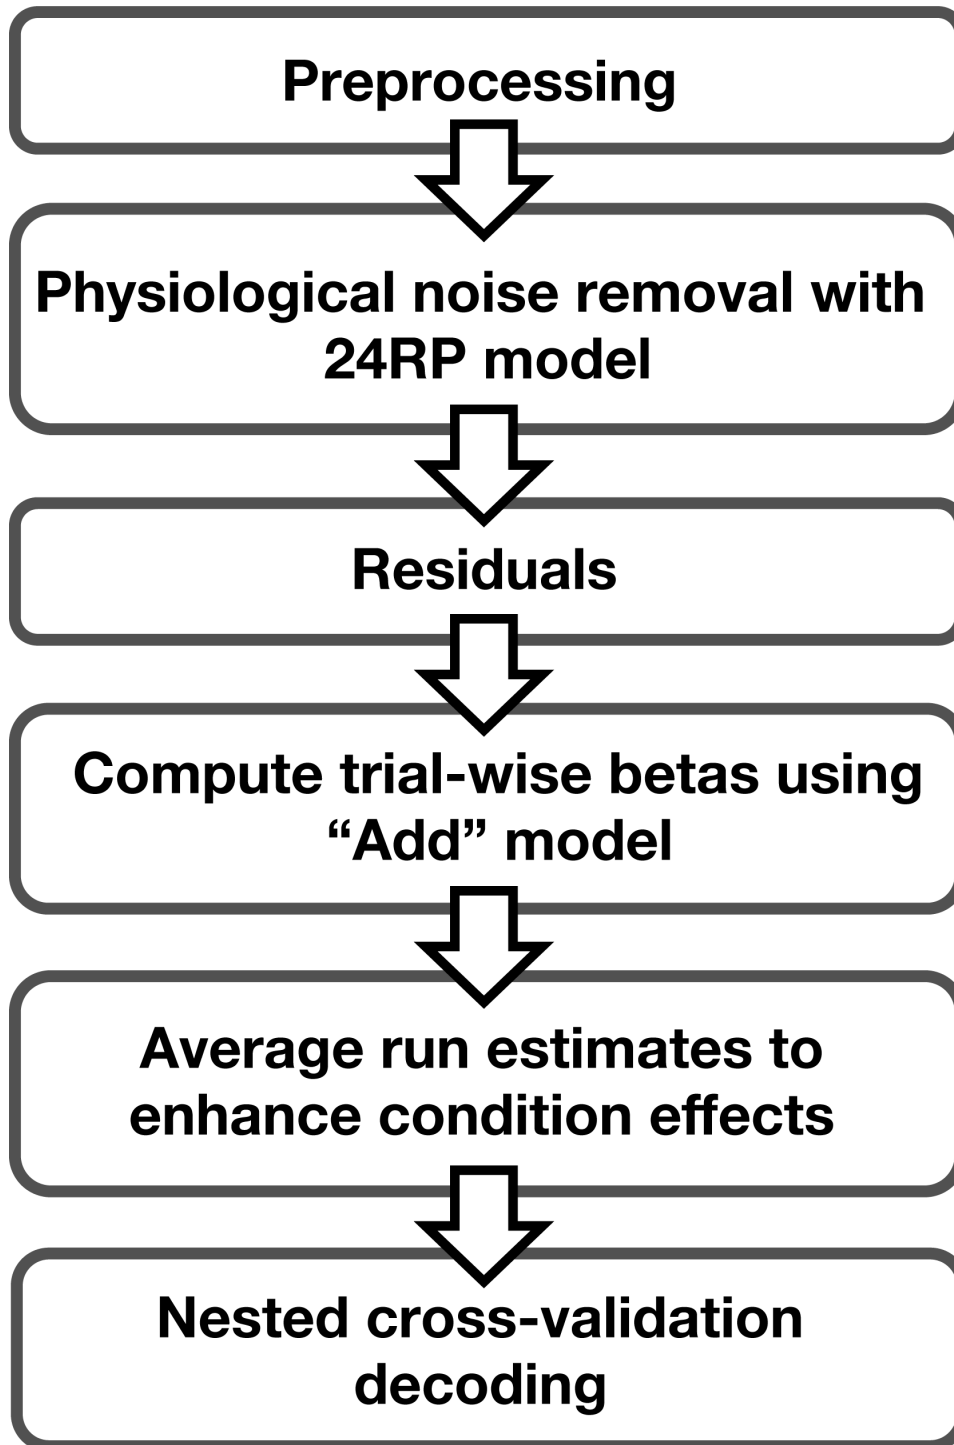 Preprocessing
Physiological noise removal with
24RP model
Residuals
Compute trial-wise betas using
“Add” model
Average run estimates to
enhance condition effects
Nested cross-validation
decoding